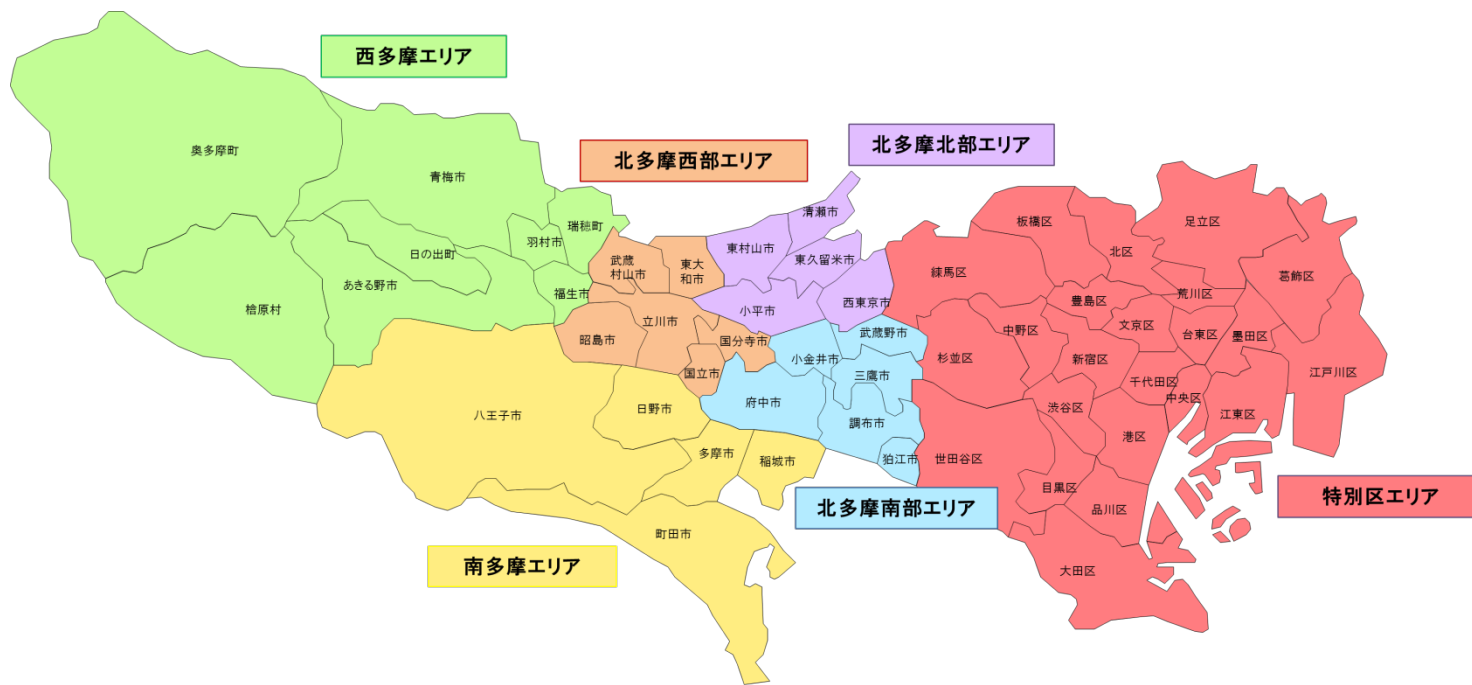 西多摩エリア
北多摩西部エリア
北多摩北部エリア
奥多摩町
青梅市
瑞穂町
羽村市
日の出町
あきる野市
福生市
檜原村
武蔵
村山市
東大
和市
昭島市
立川市
国分寺市
国立市
東村山市
清瀬市
東久留米市
小平市
西東京市
武蔵野市
小金井市
三鷹市
府中市
調布市
狛江市
八王子市
日野市
多摩市
稲城市
町田市
板橋区
足立区
北区
葛飾区
練馬区
荒川区
豊島区
文京区
台東区
墨田区
中野区
杉並区
新宿区
千代田区
中央区
江戸川区
渋谷区
江東区
港区
世田谷区
目黒区
品川区
大田区
北多摩南部エリア
特別区エリア
南多摩エリア